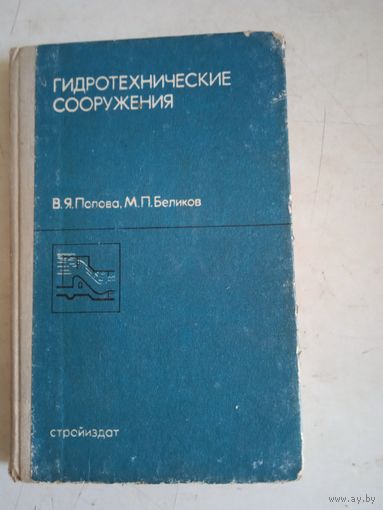 ГИДРОТЕХНИЧЕСКИЕ
СООРУЖЕНИЯ
В.Я.Попова, М.П.Беликов
стройиздат
www.ay.by